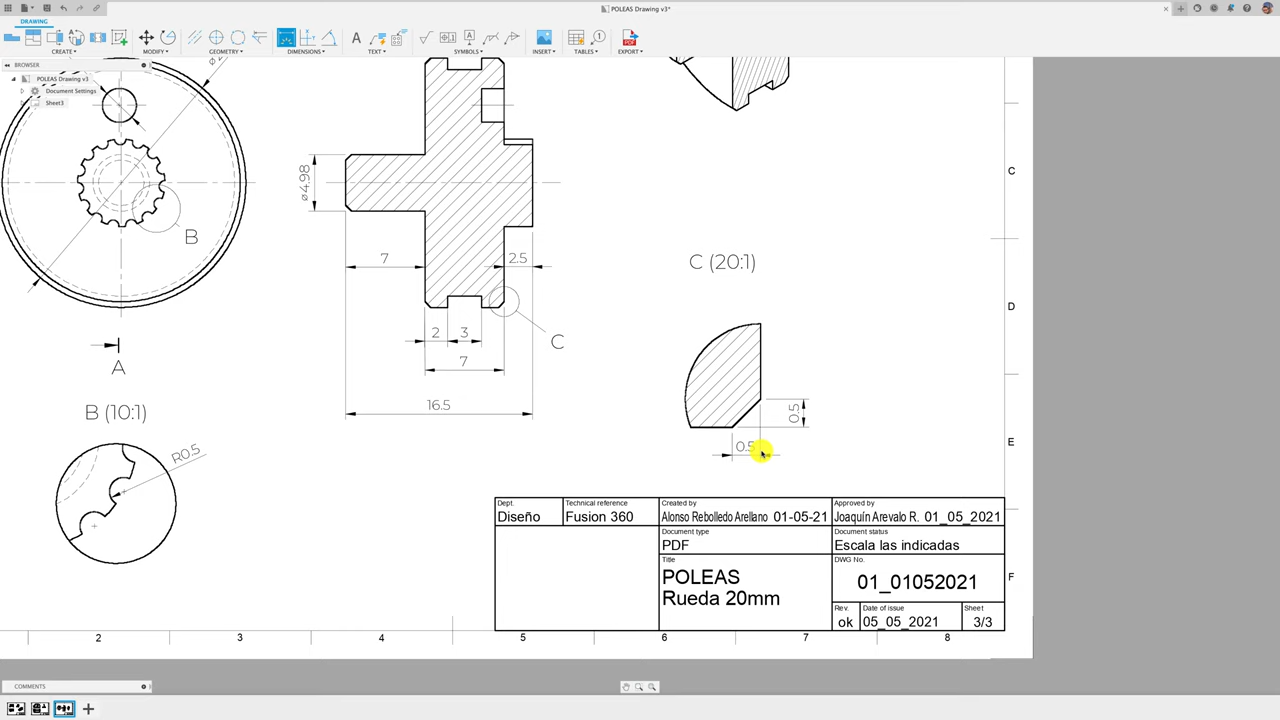 POLEAS Drawing v3*
DRAWING
CREATE
MODIFY
GEOMETRY
DIMENSIONS
TEXT
SYMBOLS
INSERT
TABLES
EXPORT
BROWSER
POLEAS Drawing v3
Document Settings
Sheet3
C
⌀4.98
B
7
2.5
C (20:1)
D
2
3
C
7
A
16.5
0.5
B (10:1)
0.5
E
R0.5
Dept.
Diseño
Technical reference
Fusion 360
Created by
Alonso Rebolledo Arellano 01-05-21
Approved by
Joaquín Arevalo R. 01_05_2021
Document type
PDF
Document status
Escala las indicadas
Title
POLEAS
Rueda 20mm
DWG No.
01_01052021
F
Rev.
ok
Date of issue
05_05_2021
Sheet
3/3
2 3 4 5 6 7 8
COMMENTS